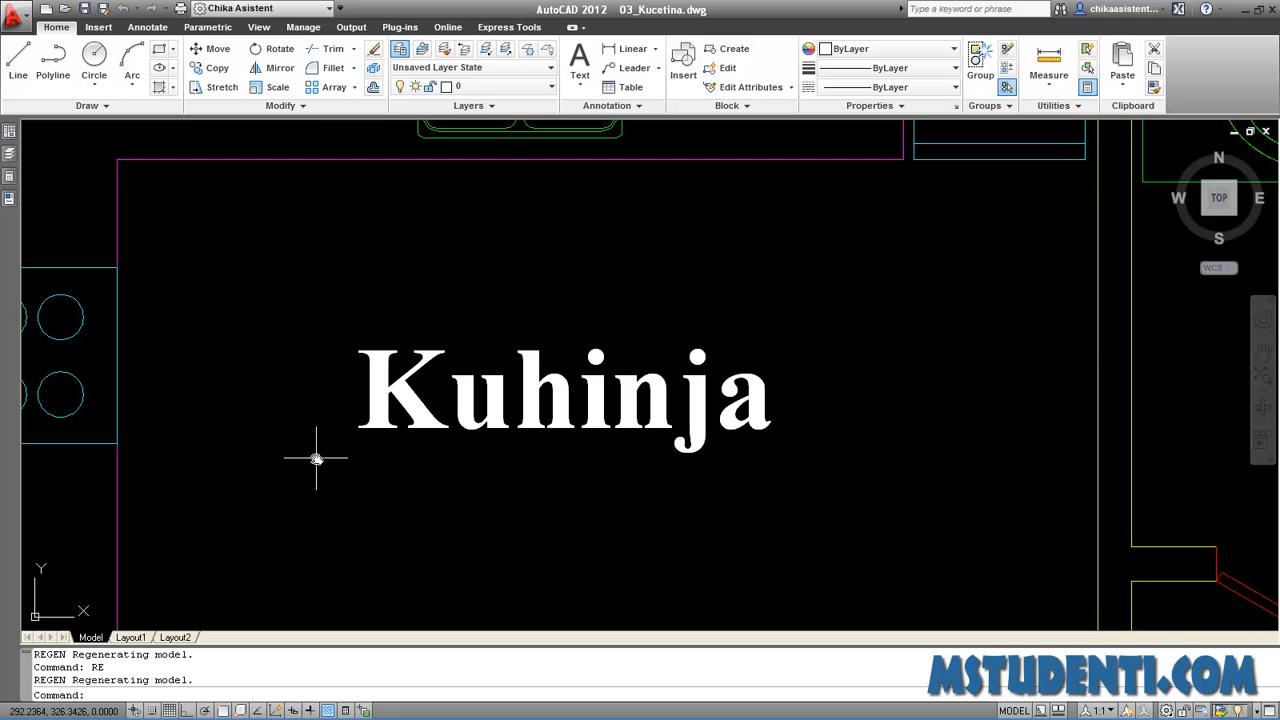 Chika Asistent
AutoCAD 2012 03_Kucetina.dwg
Type a keyword or phrase
chikaasistent...
Home Insert Annotate Parametric View Manage Output Plug-ins Online Express Tools
Line Polyline Circle Arc
Move Rotate Trim
Copy Mirror Fillet
Stretch Scale Array
Unsaved Layer State
0
Text
Linear
Leader
Table
Insert
Create
Edit
Edit Attributes
ByLayer
ByLayer
ByLayer
Group
Measure
Paste
Draw Modify Layers Annotation Block Properties Groups Utilities Clipboard
N
W TOP E
S
WCS
Kuhinja
Y
X
Model Layout1 Layout2
REGEN Regenerating model.
Command: RE
REGEN Regenerating model.
Command:
MSTUDENTI.COM
292.2364, 326.3426, 0.0000
MODEL
1:1